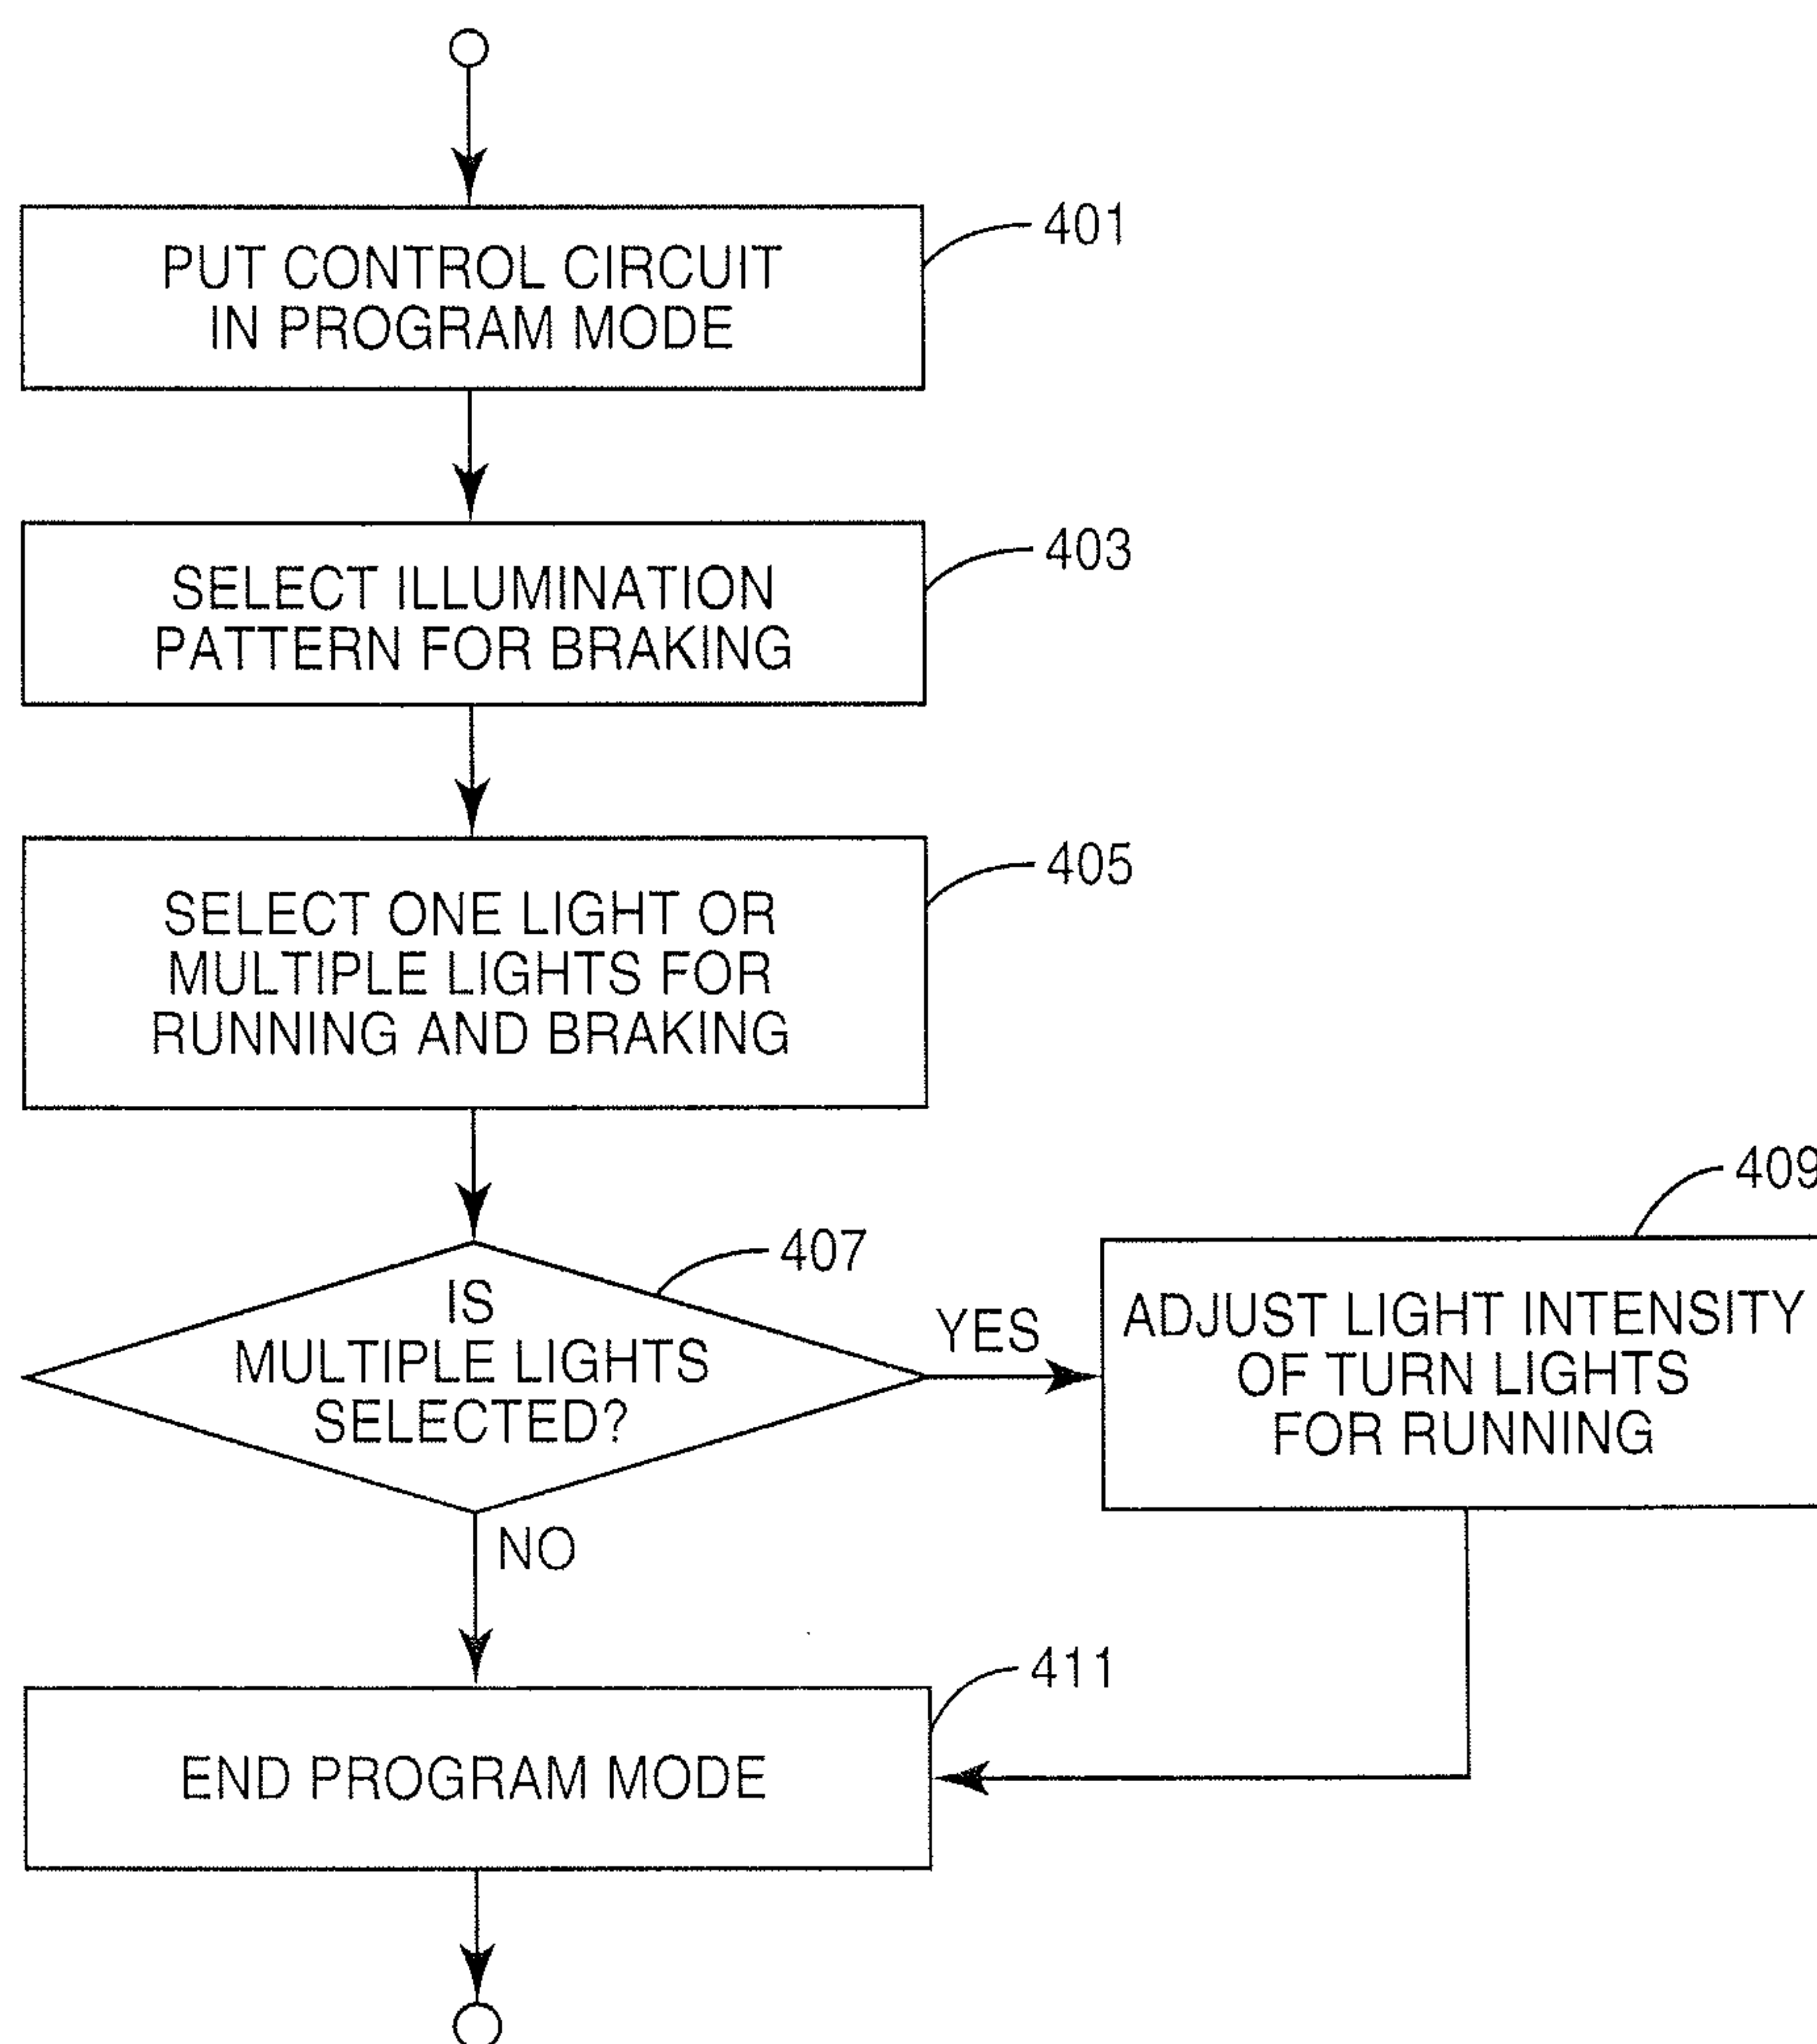 PUT CONTROL CIRCUIT
IN PROGRAM MODE
401
SELECT ILLUMINATION
PATTERN FOR BRAKING
403
SELECT ONE LIGHT OR
MULTIPLE LIGHTS FOR
RUNNING AND BRAKING
405
IS
MULTIPLE LIGHTS
SELECTED?
407
YES
409
ADJUST LIGHT INTENSITY
OF TURN LIGHTS
FOR RUNNING
NO
END PROGRAM MODE
411